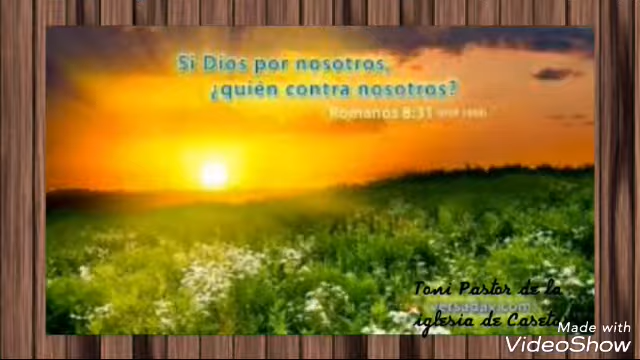 Si Dios por nosotros,
¿quién contra nosotros?
Romanos 8:31
Toni Pastor de la
iglesia de
Made with
VideoShow